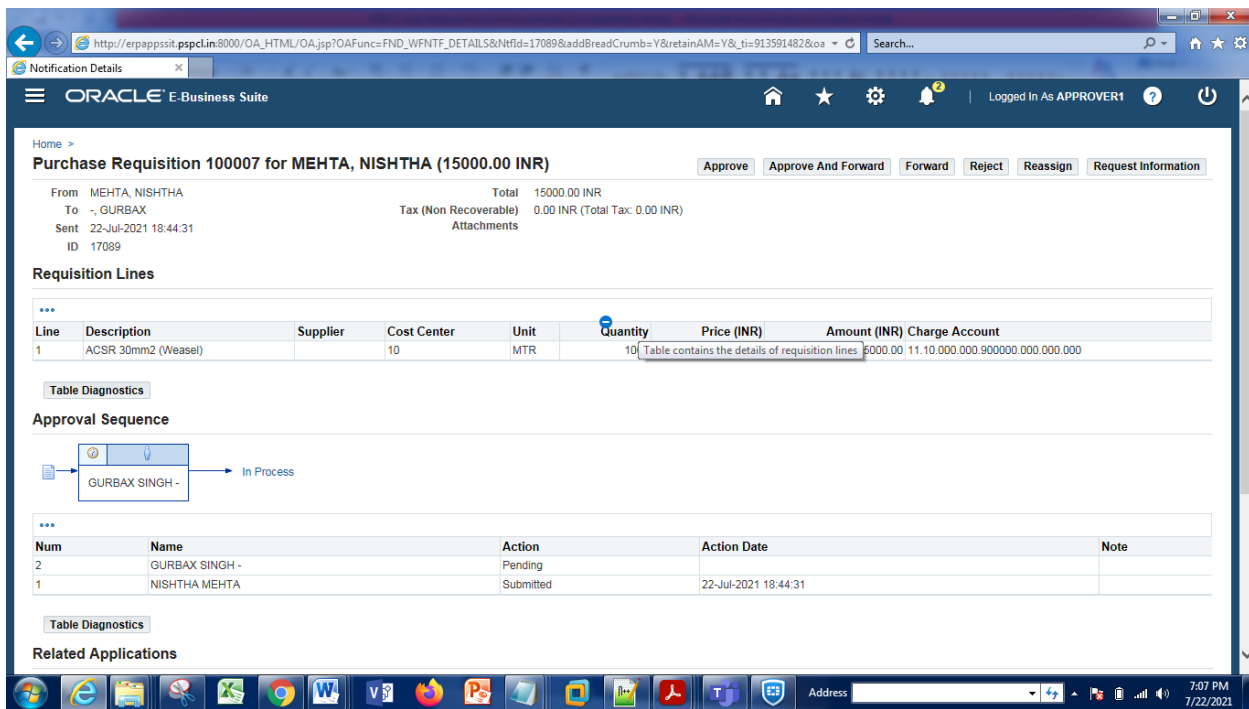 http://erpappssit.pspcl.in:8000/OA_HTML/OA.jsp?OAFunc=FND_WFNTF_DETAILS&NtfId=17089&addBreadCrumb=Y&retainAM=Y&_ti=913591482&oa
Search...
Notification Details
ORACLE E-Business Suite
2
Logged In As APPROVER1 ?
Home >
Purchase Requisition 100007 for MEHTA, NISHTHA (15000.00 INR)
Approve Approve And Forward Forward Reject Reassign Request Information
From MEHTA, NISHTHA Total 15000.00 INR
To -, GURBAX Tax (Non Recoverable) 0.00 INR (Total Tax: 0.00 INR)
Sent 22-Jul-2021 18:44:31 Attachments
ID 17089
Requisition Lines
Line Description Supplier Cost Center Unit Quantity Price (INR) Amount (INR) Charge Account
1 ACSR 30mm2 (Weasel) 10 MTR Table contains the details of requisition lines 5000.00 11.10.000.000.900000.000.000.000
Table Diagnostics
Approval Sequence
GURBAX SINGH -
In Process
Num Name Action Action Date Note
2 GURBAX SINGH - Pending
1 NISHTHA MEHTA Submitted 22-Jul-2021 18:44:31
Table Diagnostics
Related Applications
Address
7:07 PM
7/22/2021